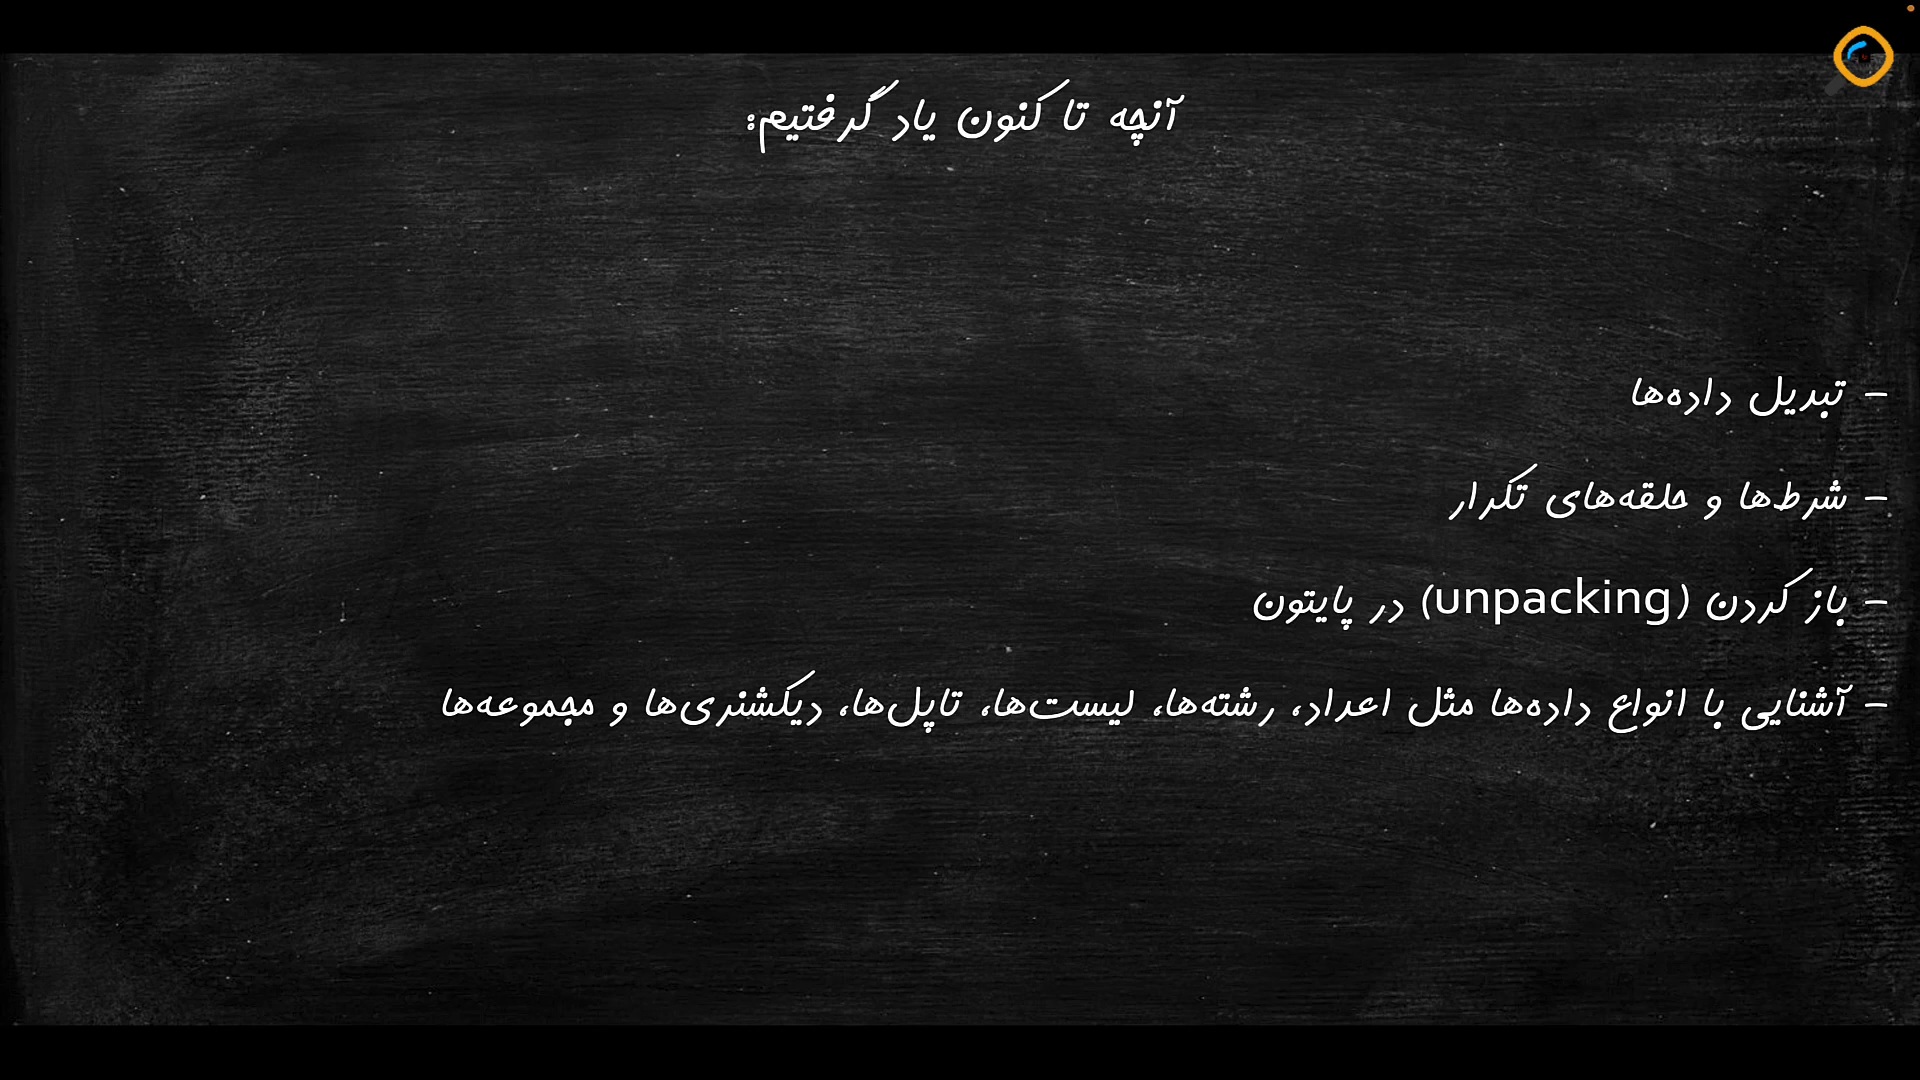 آنچه تا کنون یاد گرفتیم:
- تبدیل داده‌ها
- شرط‌ها و حلقه‌های تکرار
- باز کردن (unpacking) در پایتون
- آشنایی با انواع داده‌ها مثل اعداد، رشته‌ها، لیست‌ها، تاپل‌ها، دیکشنری‌ها و مجموعه‌ها